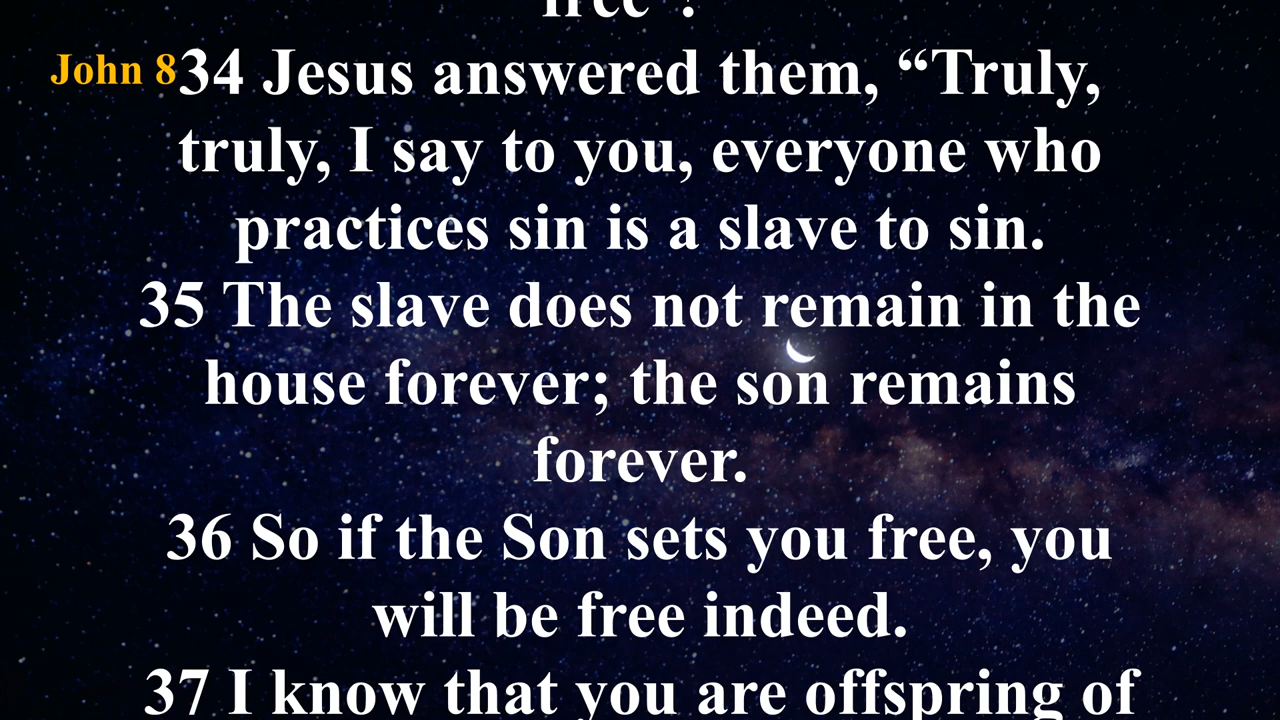 free’?”
John 8
34 Jesus answered them, “Truly,
truly, I say to you, everyone who
practices sin is a slave to sin.
35 The slave does not remain in the
house forever; the son remains
forever.
36 So if the Son sets you free, you
will be free indeed.
37 I know that you are offspring of